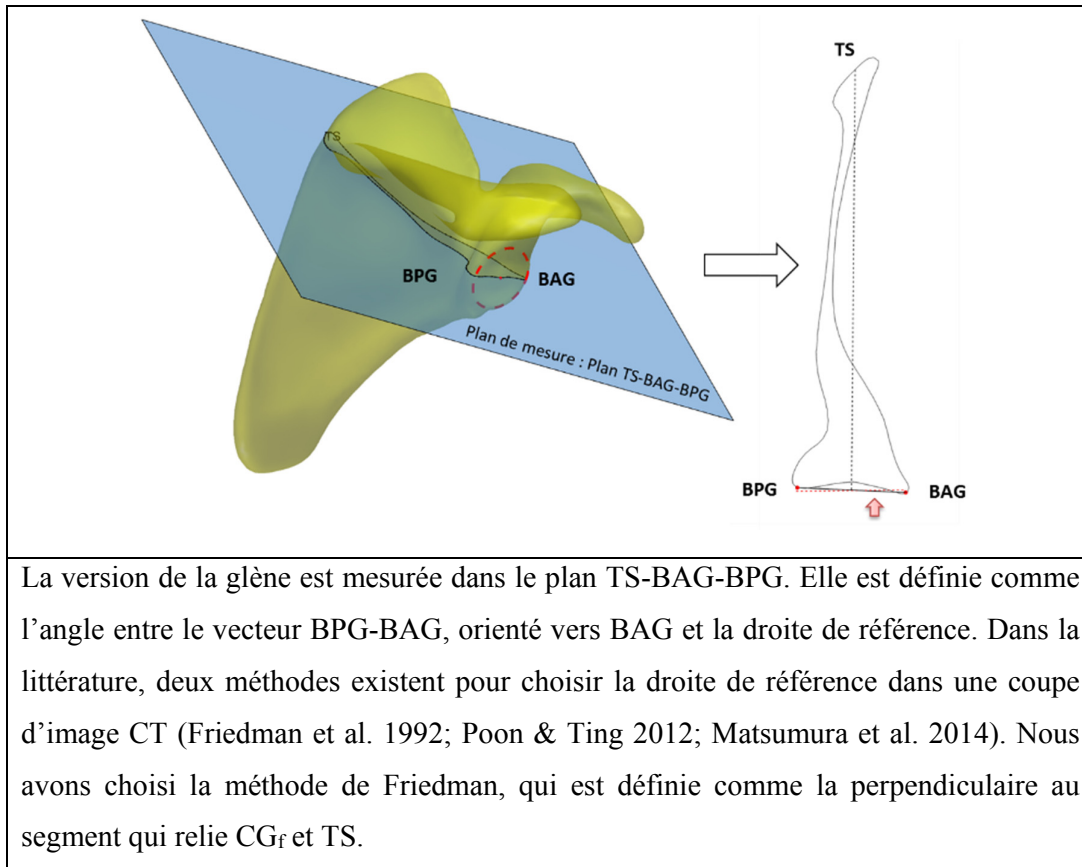 TS
TS
BPG
BAG
Plan de mesure : Plan TS-BAG-BPG
BPG
BAG
La version de la glène est mesurée dans le plan TS-BAG-BPG. Elle est définie comme
l’angle entre le vecteur BPG-BAG, orienté vers BAG et la droite de référence. Dans la
littérature, deux méthodes existent pour choisir la droite de référence dans une coupe
d’image CT (Friedman et al. 1992; Poon & Ting 2012; Matsumura et al. 2014). Nous
avons choisi la méthode de Friedman, qui est définie comme la perpendiculaire au
segment qui relie CGf et TS.